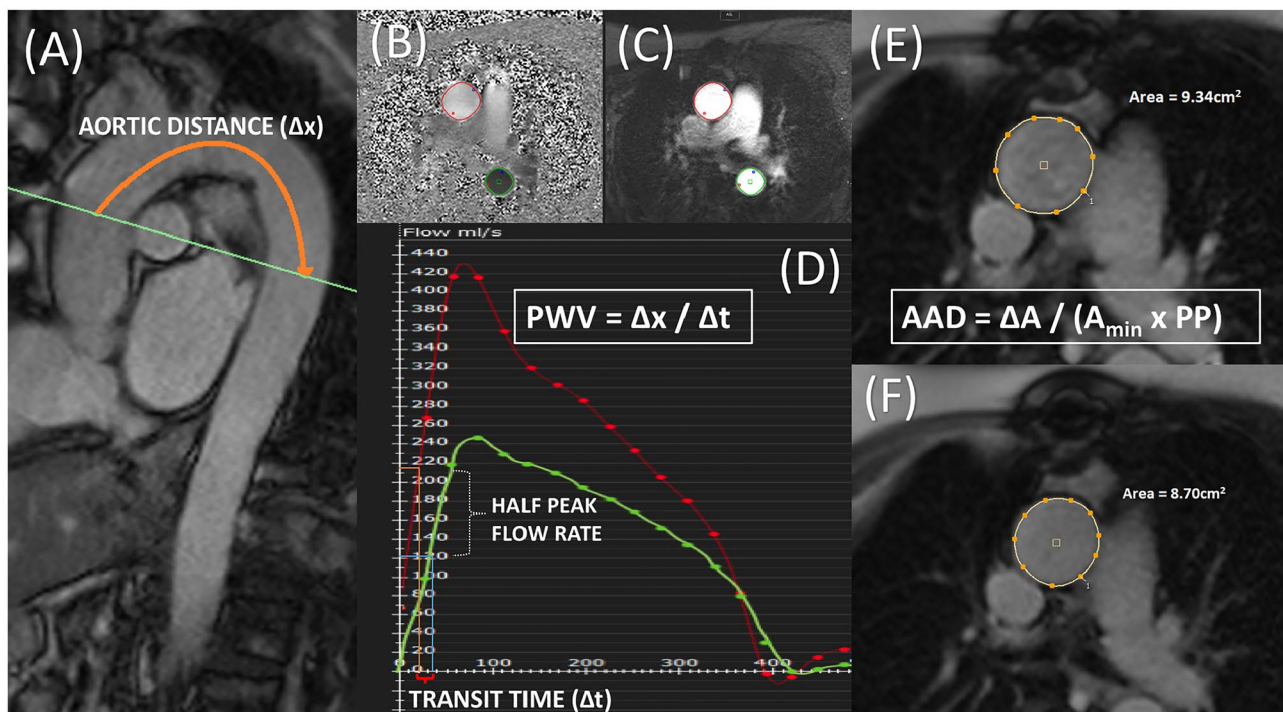 (A)
AORTIC DISTANCE (Δx)
(B)
(C)
(D)
Flow ml/s
440
420
400
380
360
340
320
300
280
260
240
220
200
180
160
140
120
100
80
60
40
20
0
100
200
300
400
PWV = Δx / Δt
HALF PEAK
FLOW RATE
TRANSIT TIME (Δt)
(E)
Area = 9.34cm²
1
AAD = ΔA / (Amin x PP)
(F)
Area = 8.70cm²
1